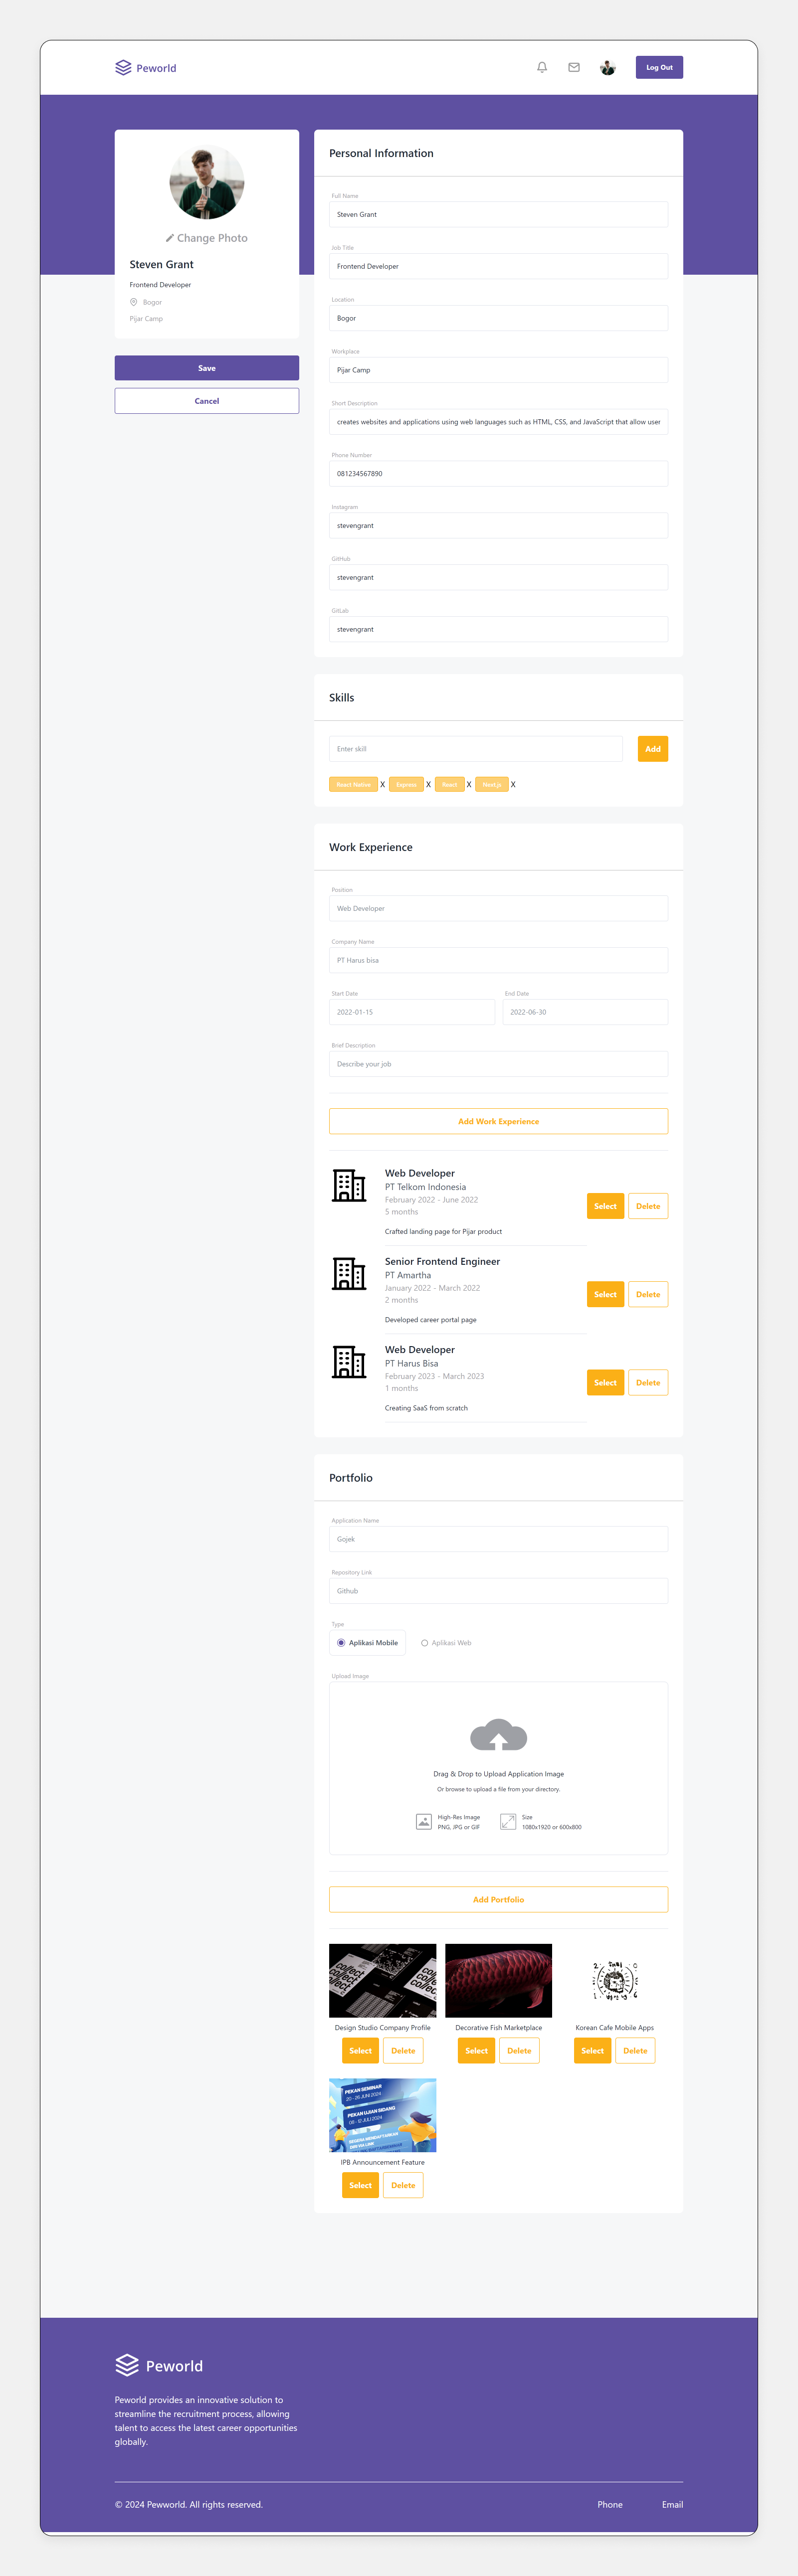 Peworld
Log Out
Change Photo
Steven Grant
Frontend Developer
Bogor
Pijar Camp
Save
Cancel
Personal Information
Full Name
Steven Grant
Job Title
Frontend Developer
Location
Bogor
Workplace
Pijar Camp
Short Description
creates websites and applications using web languages such as HTML, CSS, and JavaScript that allow user
Phone Number
081234567890
Instagram
stevengrant
GitHub
stevengrant
GitLab
stevengrant
Skills
Enter skill
Add
React Native X Express X React X Next.js X
Work Experience
Position
Web Developer
Company Name
PT Harus bisa
Start Date End Date
2022-01-15 2022-06-30
Brief Description
Describe your job
Add Work Experience
Web Developer
PT Telkom Indonesia
February 2022 - June 2022
5 months
Crafted landing page for Pijar product
Select Delete
Senior Frontend Engineer
PT Amartha
January 2022 - March 2022
2 months
Developed career portal page
Select Delete
Web Developer
PT Harus Bisa
February 2023 - March 2023
1 months
Creating SaaS from scratch
Select Delete
Portfolio
Application Name
Gojek
Repository Link
Github
Type
Aplikasi Mobile Aplikasi Web
Upload Image
Drag & Drop to Upload Application Image
Or browse to upload a file from your directory.
High-Res Image
PNG, JPG or GIF
Size
1080x1920 or 600x800
Add Portfolio
collect
collect
Design Studio Company Profile
Select Delete
Decorative Fish Marketplace
Select Delete
Korean Cafe Mobile Apps
Select Delete
PEKAN SEMINAR
PEKAN UJIAN SIDANG
IPB Announcement Feature
Select Delete
Peworld
Peworld provides an innovative solution to
streamline the recruitment process, allowing
talent to access the latest career opportunities
globally.
© 2024 Pewworld. All rights reserved.
Phone Email